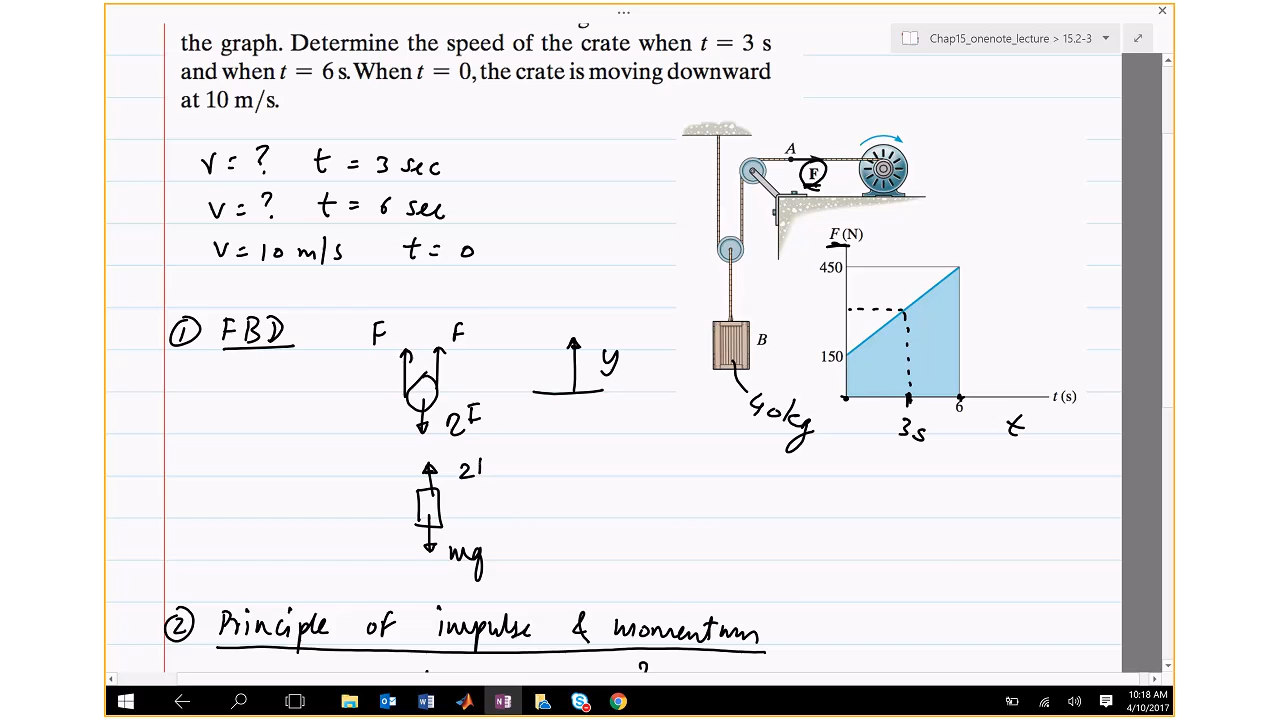 the graph. Determine the speed of the crate when t = 3 s
and when t = 6 s. When t = 0, the crate is moving downward
at 10 m/s.
Chap15_onenote_lecture > 15.2-3
v = ? t = 3 sec
v = ? t = 6 sec
v = 10 m/s t = 0
A
F
B
40kg
F (N)
450
150
6
t (s)
3s
t
① FBD
F F
y
2F
2F
mg
② Principle of impulse & momentum
?
10:18 AM
4/10/2017